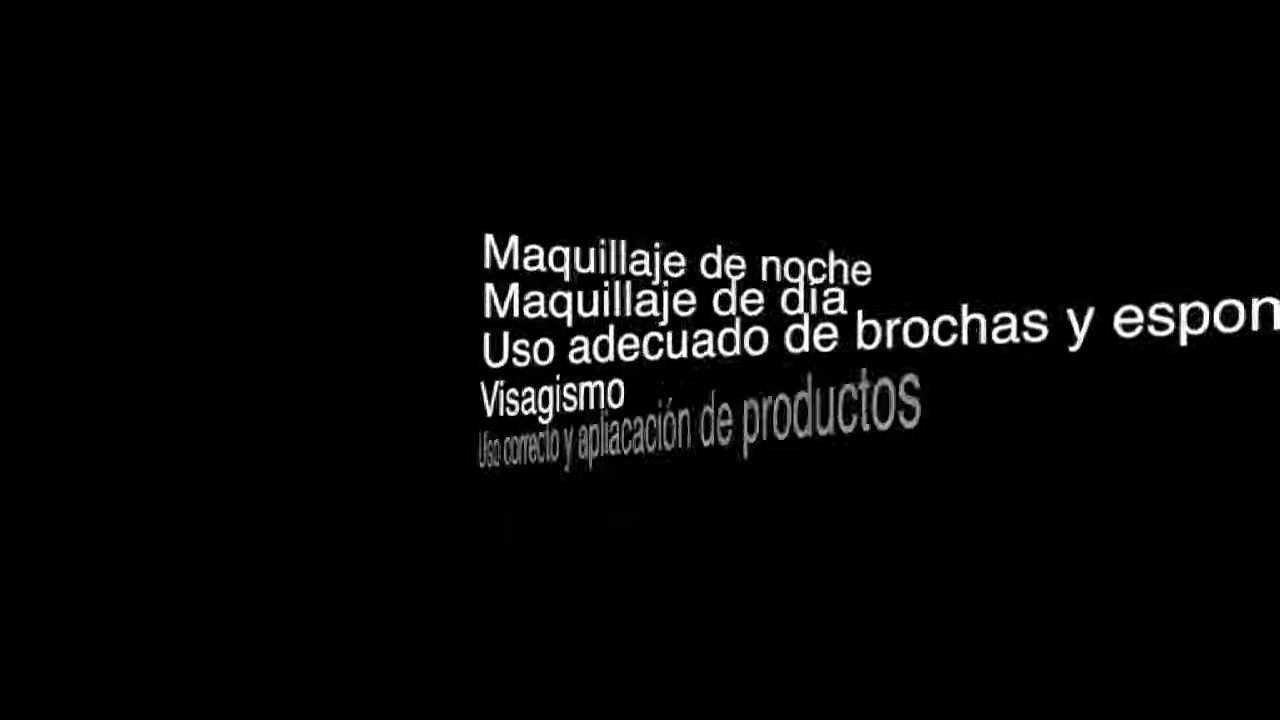 Maquillaje de noche
Maquillaje de día
Uso adecuado de brochas y espon
Visagismo
Uso correcto y apliacación de productos